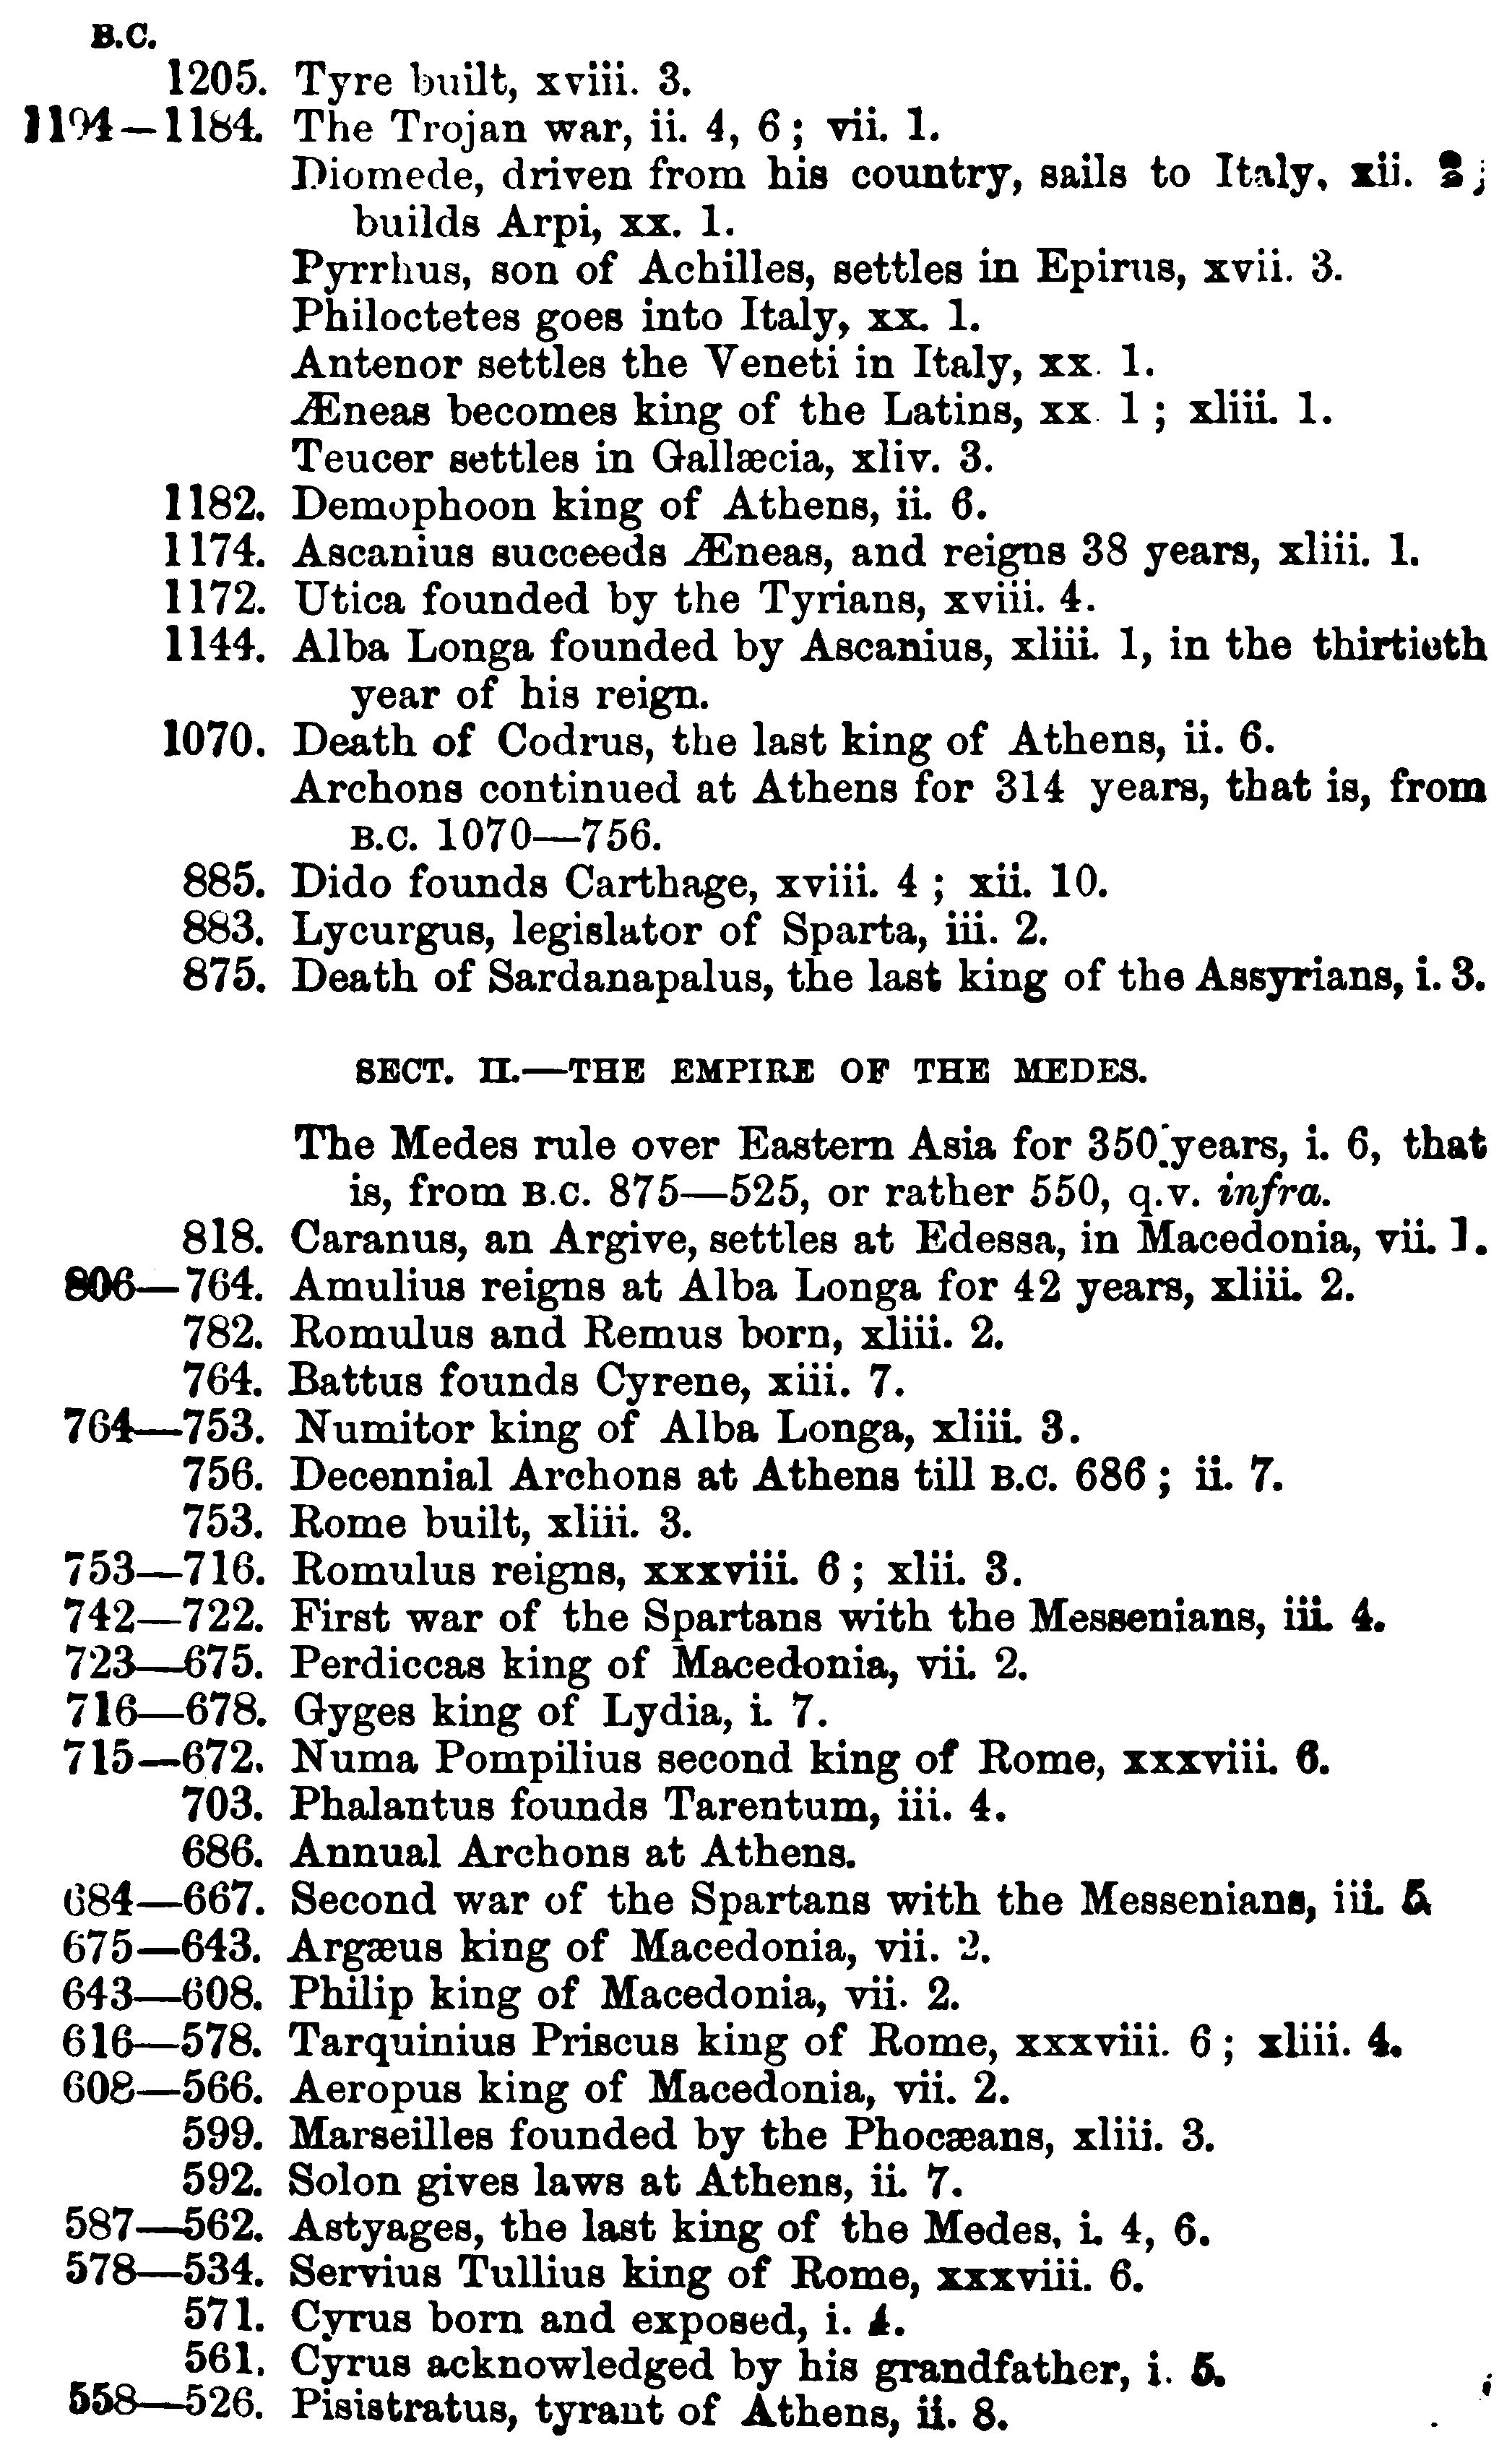 B.C.
1205. Tyre built, xviii. 3.
1194—1184. The Trojan war, ii. 4, 6; vii. 1.
Diomede, driven from his country, sails to Italy, xii. 2;
builds Arpi, xx. 1.
Pyrrhus, son of Achilles, settles in Epirus, xvii. 3.
Philoctetes goes into Italy, xx. 1.
Antenor settles the Veneti in Italy, xx. 1.
Æneas becomes king of the Latins, xx. 1; xliii. 1.
Teucer settles in Gallæcia, xliv. 3.
1182. Demophoon king of Athens, ii. 6.
1174. Ascanius succeeds Æneas, and reigns 38 years, xliii. 1.
1172. Utica founded by the Tyrians, xviii. 4.
1144. Alba Longa founded by Ascanius, xliii. 1, in the thirtieth
year of his reign.
1070. Death of Codrus, the last king of Athens, ii. 6.
Archons continued at Athens for 314 years, that is, from
B.C. 1070—756.
885. Dido founds Carthage, xviii. 4; xii. 10.
883. Lycurgus, legislator of Sparta, iii. 2.
875. Death of Sardanapalus, the last king of the Assyrians, i. 3.
SECT. II.—THE EMPIRE OF THE MEDES.
The Medes rule over Eastern Asia for 350 years, i. 6, that
is, from B.C. 875—525, or rather 550, q.v. infra.
818. Caranus, an Argive, settles at Edessa, in Macedonia, vii. 1.
806—764. Amulius reigns at Alba Longa for 42 years, xliii. 2.
782. Romulus and Remus born, xliii. 2.
764. Battus founds Cyrene, xiii. 7.
764—753. Numitor king of Alba Longa, xliii. 3.
756. Decennial Archons at Athens till B.C. 686; ii. 7.
753. Rome built, xliii. 3.
753—716. Romulus reigns, xxxviii. 6; xlii. 3.
742—722. First war of the Spartans with the Messenians, iii. 4.
723—675. Perdiccas king of Macedonia, vii. 2.
716—678. Gyges king of Lydia, i. 7.
715—672. Numa Pompilius second king of Rome, xxxviii. 6.
703. Phalantus founds Tarentum, iii. 4.
686. Annual Archons at Athens.
684—667. Second war of the Spartans with the Messenians, iii. 5.
675—643. Argæus king of Macedonia, vii. 2.
643—608. Philip king of Macedonia, vii. 2.
616—578. Tarquinius Priscus king of Rome, xxxviii. 6; xliii. 4.
608—566. Aeropus king of Macedonia, vii. 2.
599. Marseilles founded by the Phocæans, xliii. 3.
592. Solon gives laws at Athens, ii. 7.
587—562. Astyages, the last king of the Medes, i. 4, 6.
578—534. Servius Tullius king of Rome, xxxviii. 6.
571. Cyrus born and exposed, i. 4.
561. Cyrus acknowledged by his grandfather, i. 5.
558—526. Pisistratus, tyrant of Athens, ii. 8.